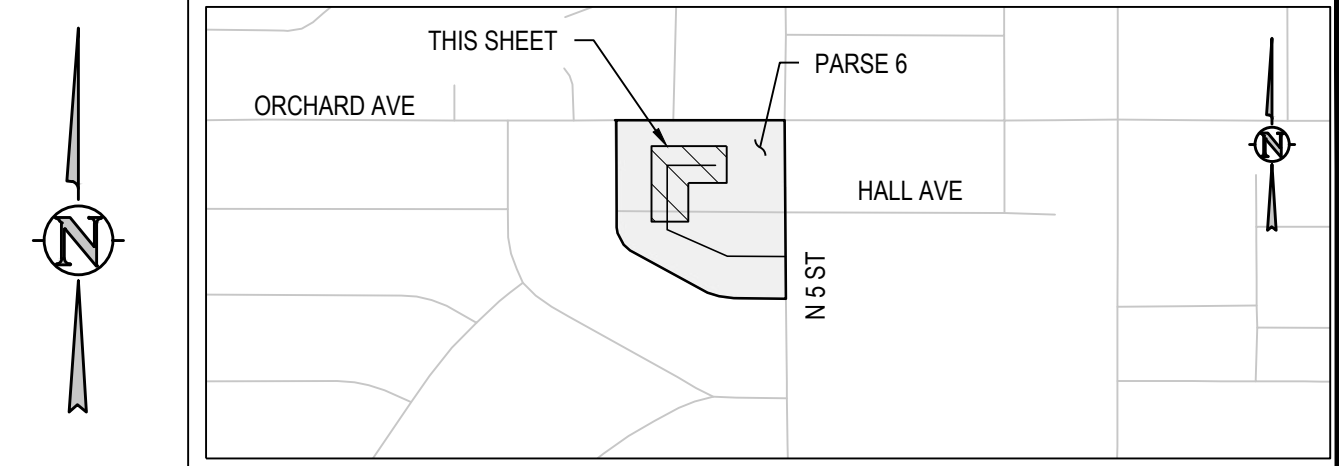 THIS SHEET
PARSE 6
ORCHARD AVE
N
N
HALL AVE
N 5 ST